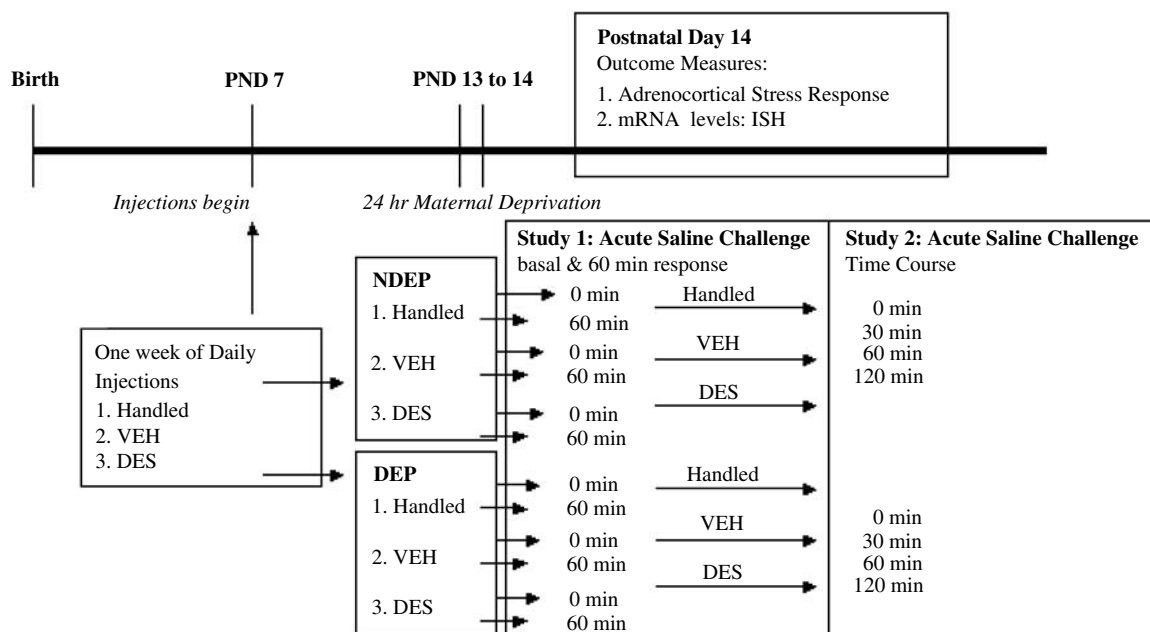 Postnatal Day 14
Outcome Measures:
1. Adrenocortical Stress Response
2. mRNA levels: ISH
Birth
PND 7
PND 13 to 14
Injections begin
24 hr Maternal Deprivation
One week of Daily
Injections
1. Handled
2. VEH
3. DES
NDEP
1. Handled
2. VEH
3. DES
DEP
1. Handled
2. VEH
3. DES
Study 1: Acute Saline Challenge
basal & 60 min response
0 min
60 min
0 min
60 min
0 min
60 min
0 min
60 min
0 min
60 min
0 min
60 min
Handled
VEH
DES
Handled
VEH
DES
Study 2: Acute Saline Challenge
Time Course
0 min
30 min
60 min
120 min
0 min
30 min
60 min
120 min